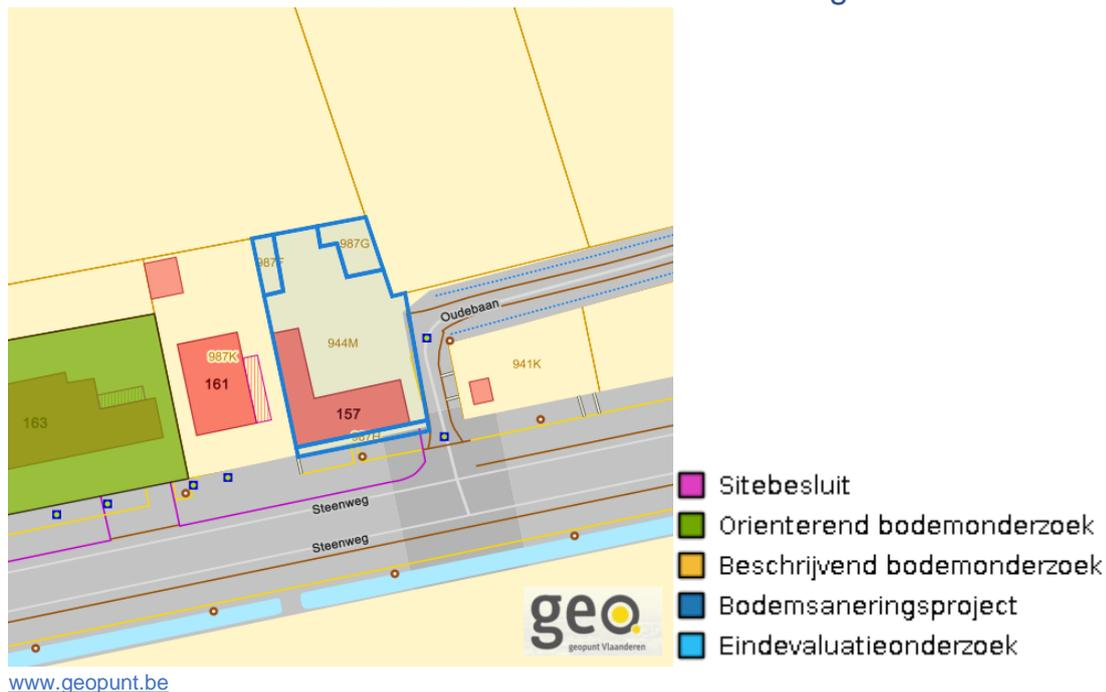 987G
987F
Oudebaan
944M
987K
941K
161
157
163
987H
Steenweg
Steenweg
geo
geopunt Vlaanderen
Sitebesluit
Orienterend bodemonderzoek
Beschrijvend bodemonderzoek
Bodemsaneringsproject
Eindevaluatieonderzoek
www.geopunt.be